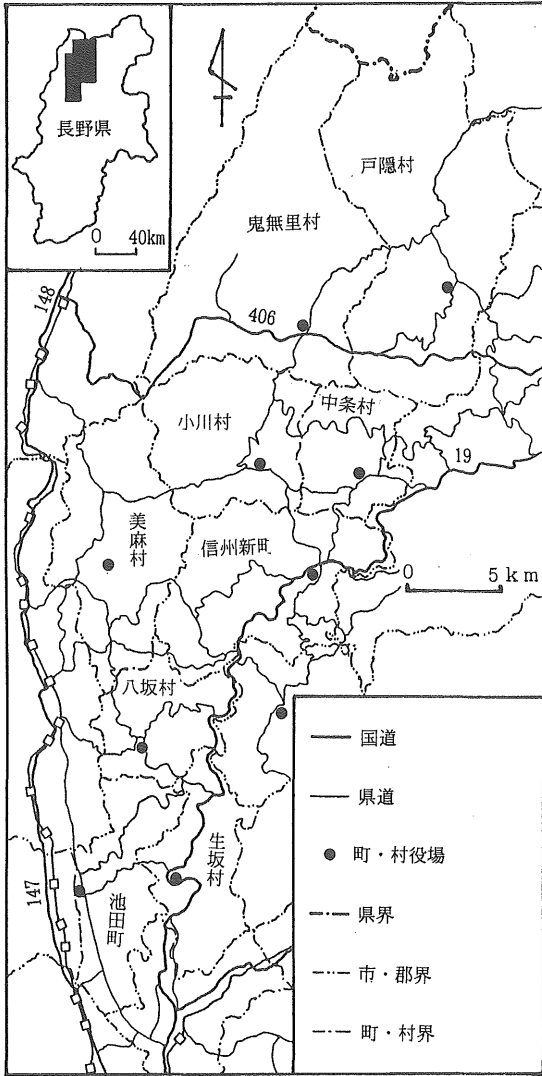 長野県
0 40km
戸隠村
鬼無里村
148
406
中条村
小川村
19
美麻村
信州新町
0 5km
八坂村
生坂村
池田町
147
国道
県道
町・村役場
県界
市・郡界
町・村界